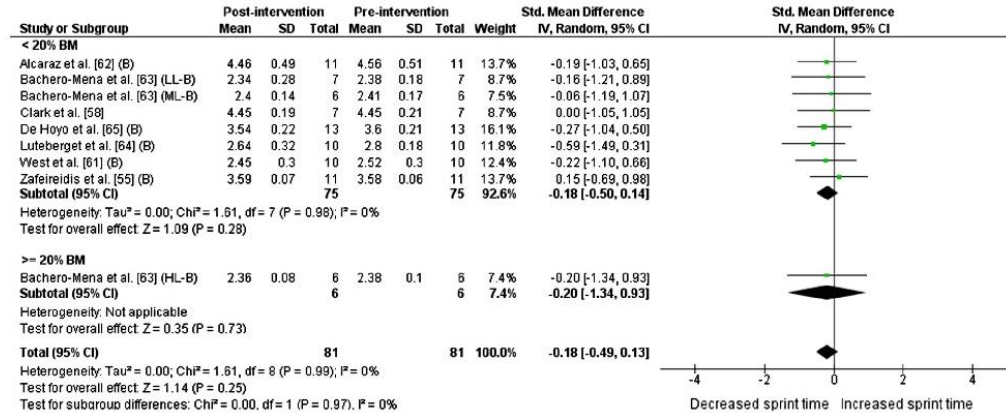 Post-intervention Pre-intervention Std. Mean Difference Std. Mean Difference
Study or Subgroup Mean SD Total Mean SD Total Weight IV, Random, 95% CI IV, Random, 95% CI
< 20% BM
Alcaraz et al. [62] (B) 4.46 0.49 11 4.56 0.51 11 13.7% -0.19 [-1.03, 0.65]
Bachero-Mena et al. [63] (LL-B) 2.34 0.28 7 2.38 0.18 7 8.7% -0.16 [-1.21, 0.89]
Bachero-Mena et al. [63] (ML-B) 2.4 0.14 6 2.41 0.17 6 7.5% -0.06 [-1.19, 1.07]
Clark et al. [58] 4.45 0.19 7 4.45 0.21 7 8.7% 0.00 [-1.05, 1.05]
De Hoyo et al. [65] (B) 3.54 0.22 13 3.6 0.21 13 16.1% -0.27 [-1.04, 0.50]
Luteberget et al. [64] (B) 2.64 0.32 10 2.8 0.18 10 11.8% -0.59 [-1.49, 0.31]
West et al. [61] (B) 2.45 0.3 10 2.52 0.3 10 12.4% -0.22 [-1.10, 0.66]
Zafeireidis et al. [55] (B) 3.59 0.07 11 3.58 0.06 11 13.7% 0.15 [-0.69, 0.98]
Subtotal (95% CI) 75 75 92.6% -0.18 [-0.50, 0.14]
Heterogeneity: Tau² = 0.00; Chi² = 1.61, df = 7 (P = 0.98); I² = 0%
Test for overall effect: Z = 1.09 (P = 0.28)
>= 20% BM
Bachero-Mena et al. [63] (HL-B) 2.36 0.08 6 2.38 0.1 6 7.4% -0.20 [-1.34, 0.93]
Subtotal (95% CI) 6 6 7.4% -0.20 [-1.34, 0.93]
Heterogeneity: Not applicable
Test for overall effect: Z = 0.35 (P = 0.73)
Total (95% CI) 81 81 100.0% -0.18 [-0.49, 0.13]
Heterogeneity: Tau² = 0.00; Chi² = 1.61, df = 8 (P = 0.99); I² = 0%
Test for overall effect: Z = 1.14 (P = 0.25)
Test for subgroup differences: Chi² = 0.00, df = 1 (P = 0.97), I² = 0%
-4 -2 0 2 4
Decreased sprint time Increased sprint time